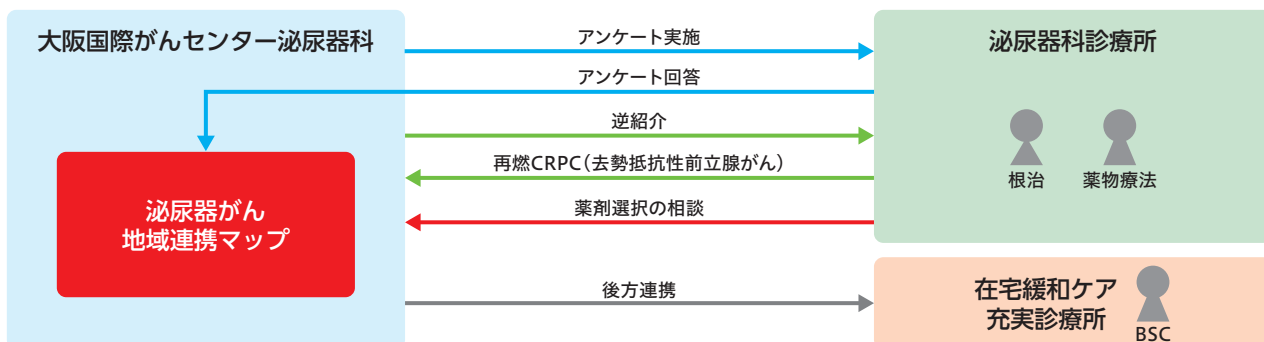 大阪国際がんセンター泌尿器科
アンケート実施
泌尿器科診療所
アンケート回答
逆紹介
再燃CRPC(去勢抵抗性前立腺がん)
根治
薬物療法
泌尿器がん
地域連携マップ
薬剤選択の相談
後方連携
在宅緩和ケア
充実診療所
BSC